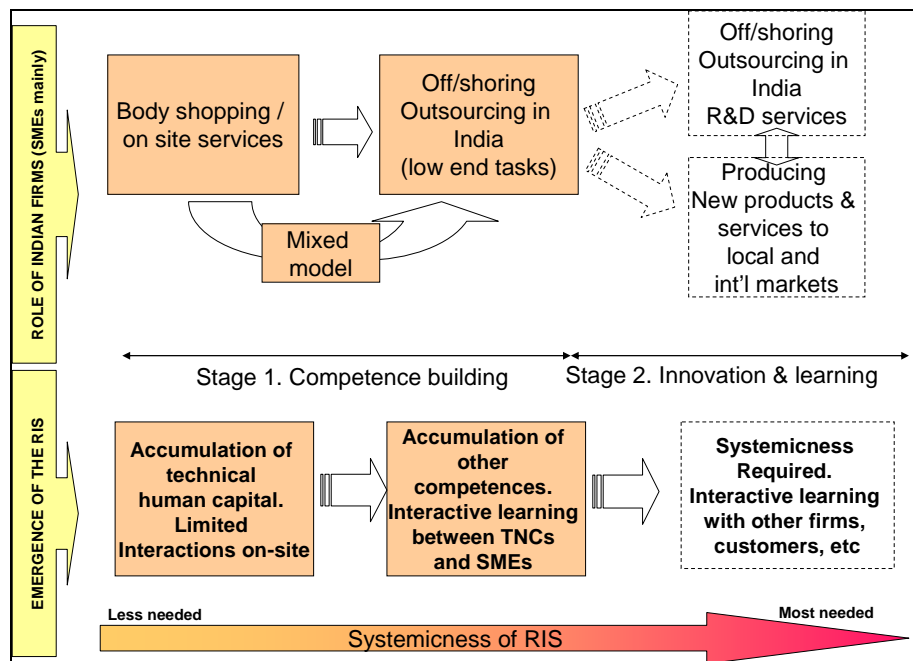 ROLE OF INDIAN FIRMS (SMEs mainly)
Body shopping /
on site services
Off/shoring
Outsourcing in
India
(low end tasks)
Mixed
model
Off/shoring
Outsourcing in
India
R&D services
Producing
New products &
services to
local and
int'l markets
Stage 1. Competence building
Stage 2. Innovation & learning
EMERGENCE OF THE RIS
Accumulation of
technical
human capital.
Limited
Interactions on-site
Accumulation of
other
competences.
Interactive learning
between TNCs
and SMEs
Systemicness
Required.
Interactive learning
with other firms,
customers, etc
Less needed
Most needed
Systemicness of RIS